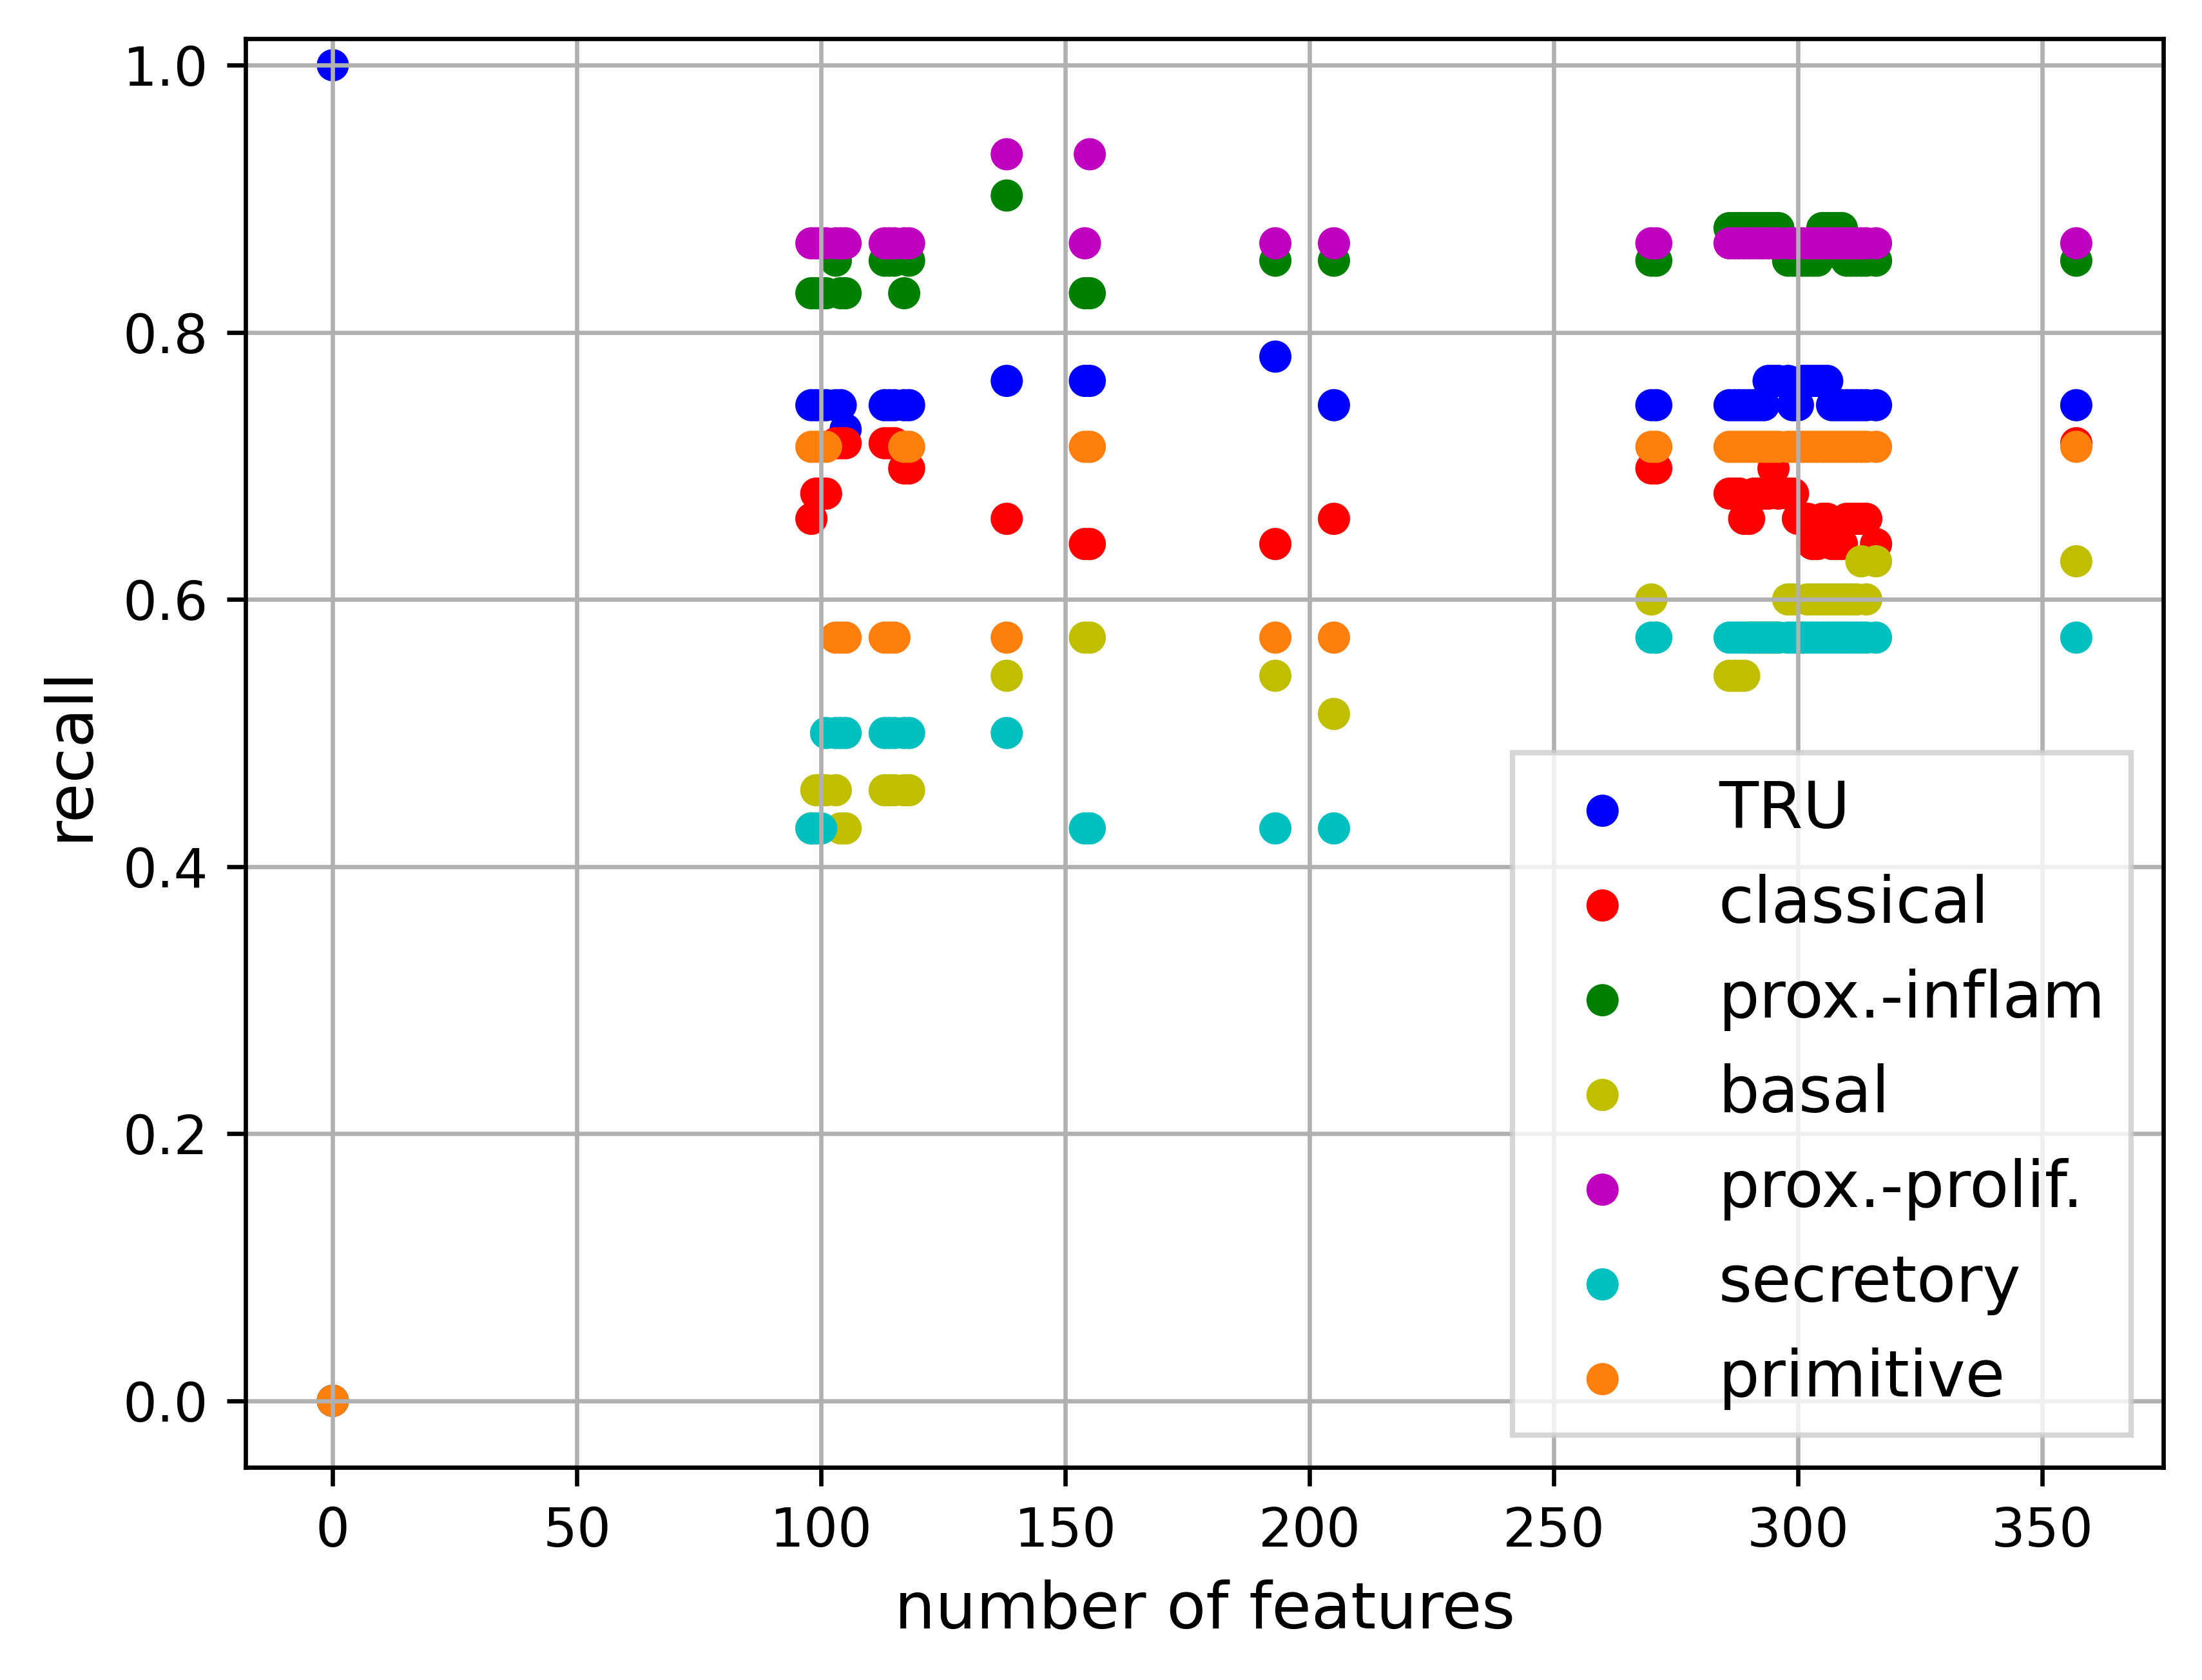 1.0
0.8
0.6
0.4
0.2
0.0
recall
TRU
classical
prox.-inflam
basal
prox.-prolif.
secretory
primitive
0 50 100 150 200 250 300 350
number of features